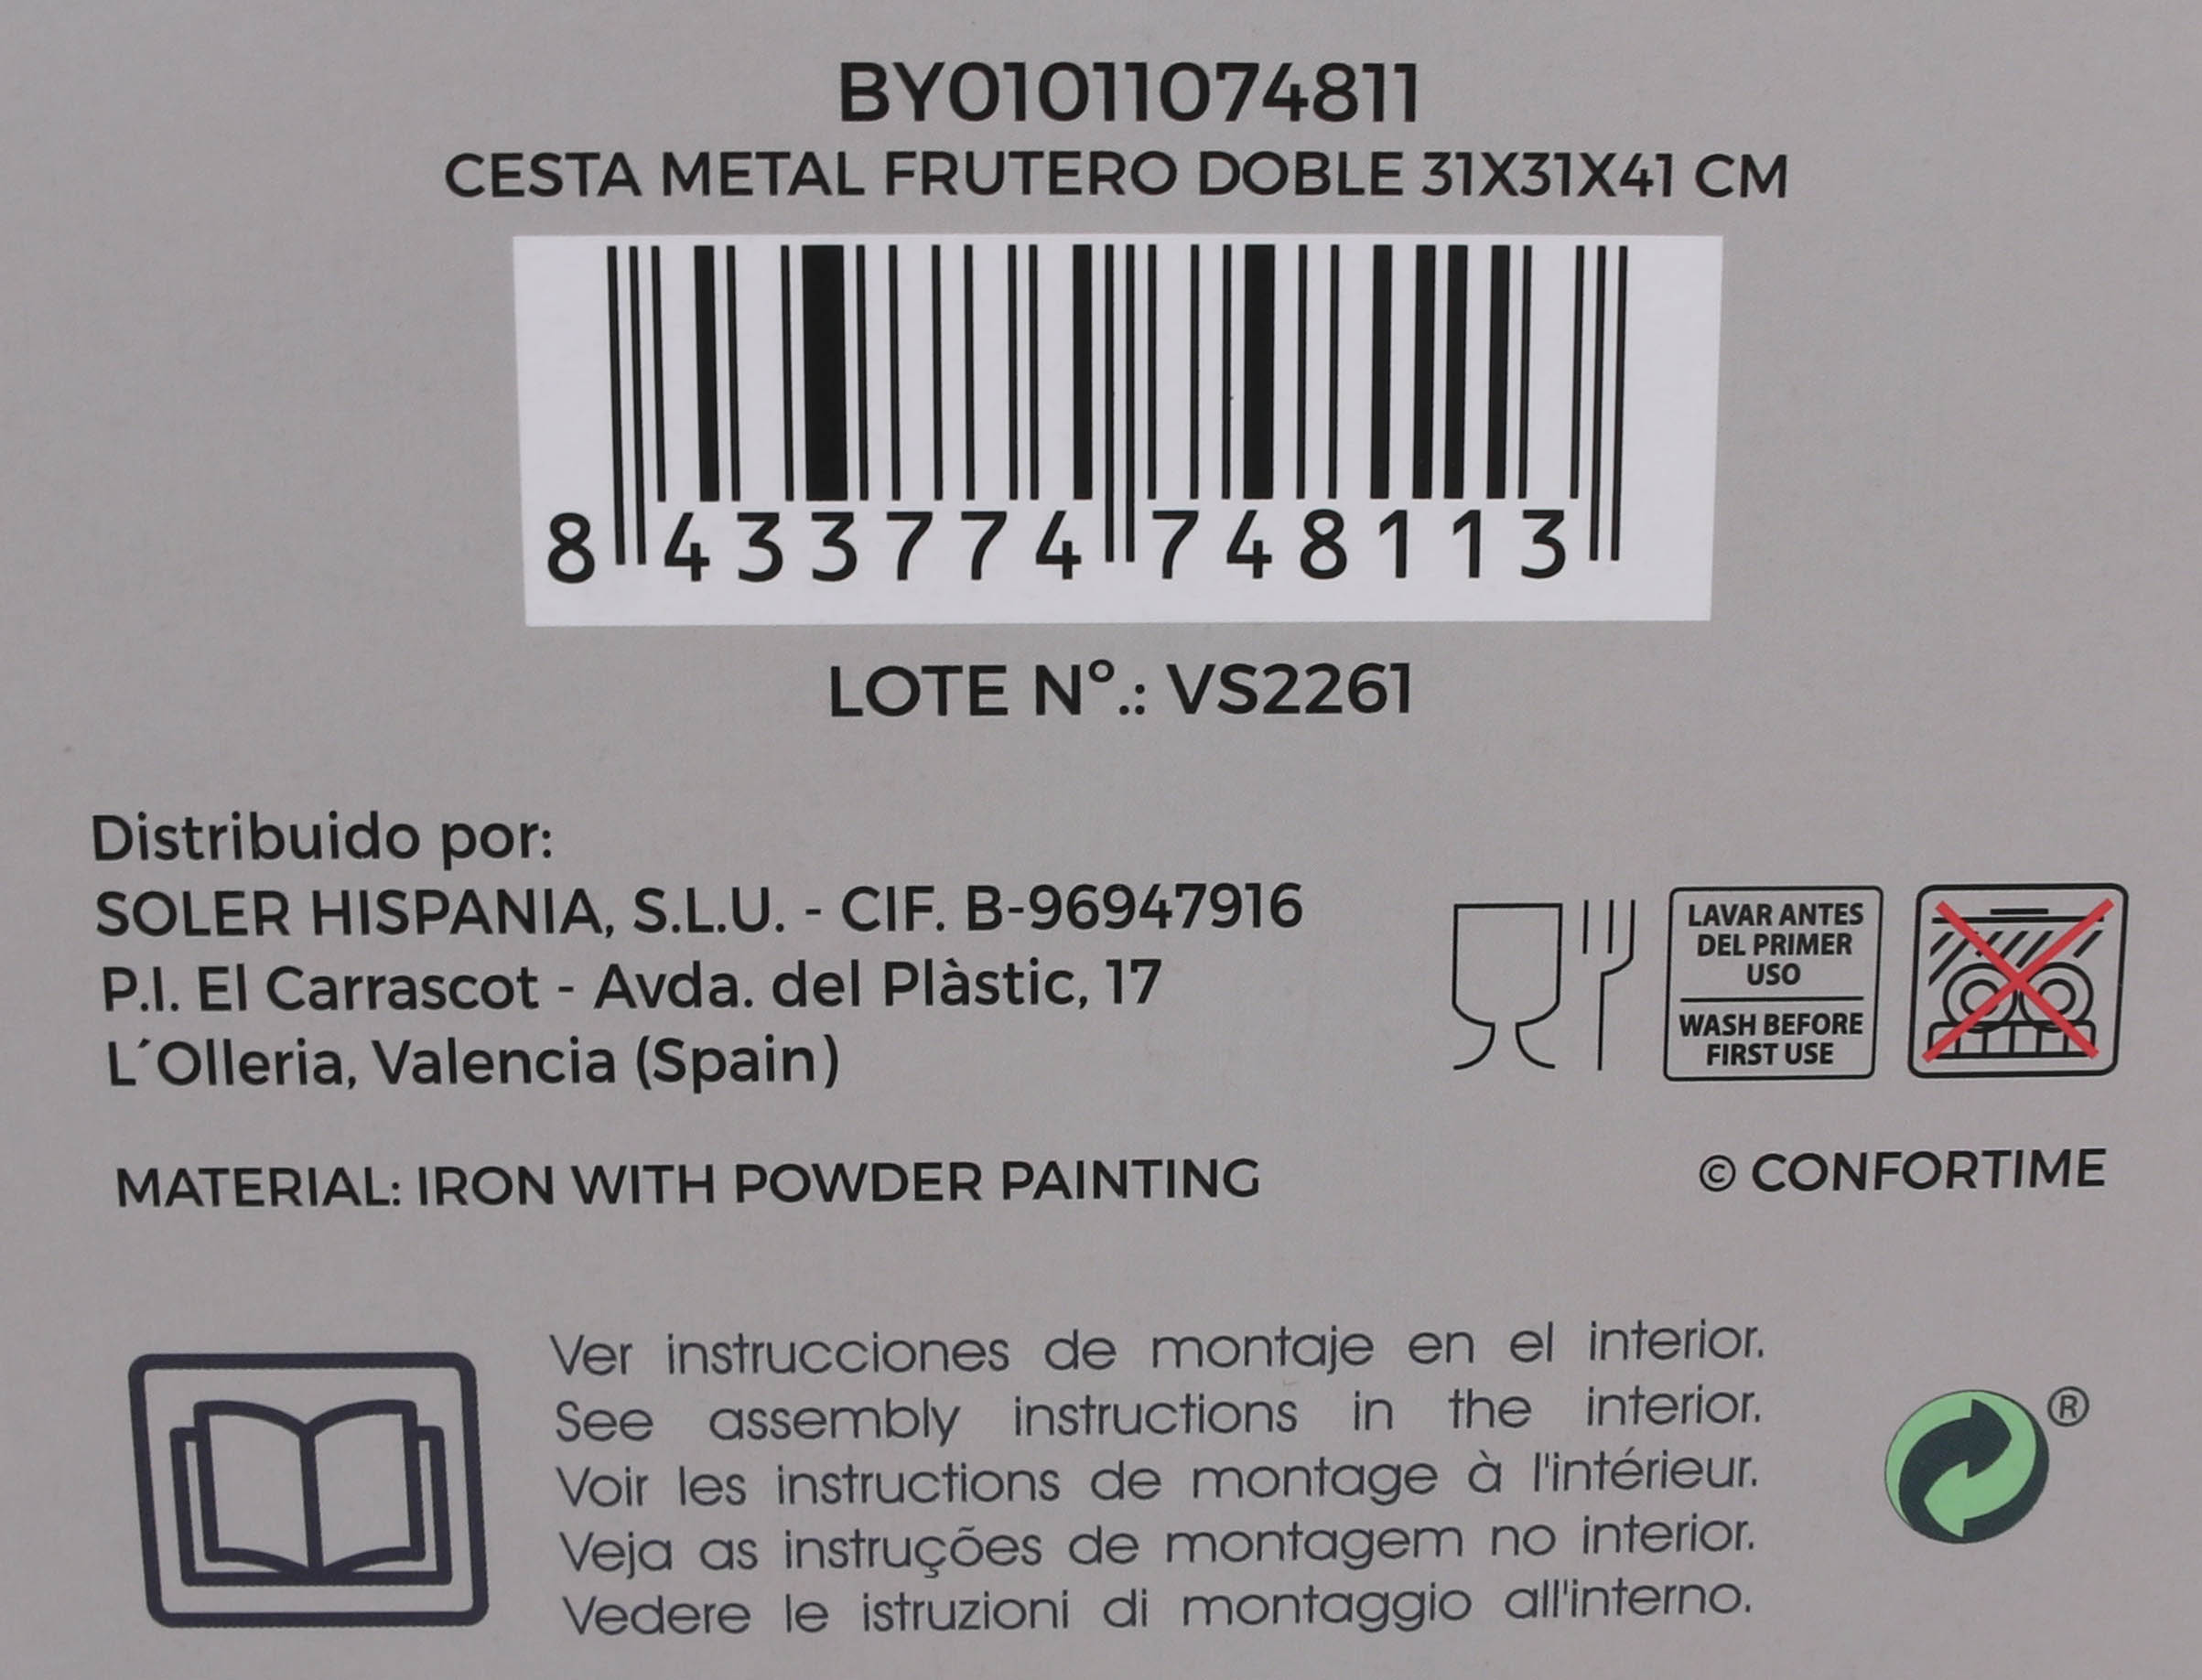 BY01011074811
CESTA METAL FRUTERO DOBLE 31X31X41 CM
8 433774 748113
LOTE Nº.: VS2261
Distribuido por:
SOLER HISPANIA, S.L.U. - CIF. B-96947916
P.I. El Carrascot - Avda. del Plàstic, 17
L´Olleria, Valencia (Spain)
LAVAR ANTES
DEL PRIMER
USO
WASH BEFORE
FIRST USE
MATERIAL: IRON WITH POWDER PAINTING
© CONFORTIME
Ver instrucciones de montaje en el interior.
See assembly instructions in the interior.
Voir les instructions de montage à l'intérieur.
Veja as instruções de montagem no interior.
Vedere le istruzioni di montaggio all'interno.
®